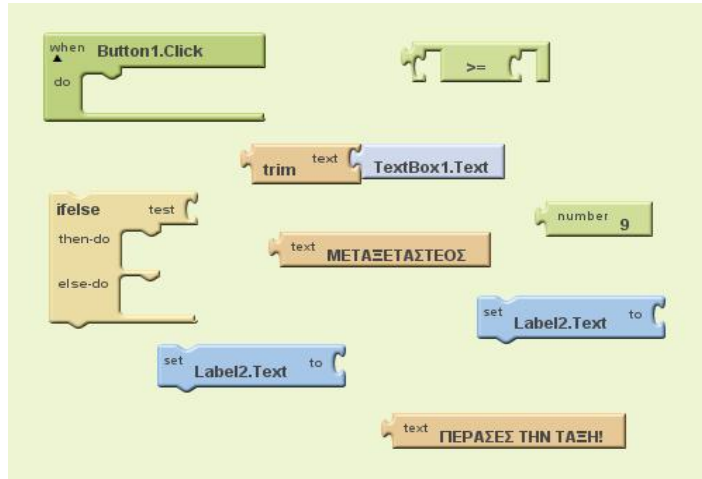 when Button1.Click
do
>=
trim text TextBox1.Text
ifelse test
then-do
else-do
number 9
text ΜΕΤΑΞΕΤΑΣΤΕΟΣ
set Label2.Text to
set Label2.Text to
text ΠΕΡΑΣΕΣ ΤΗΝ ΤΑΞΗ!